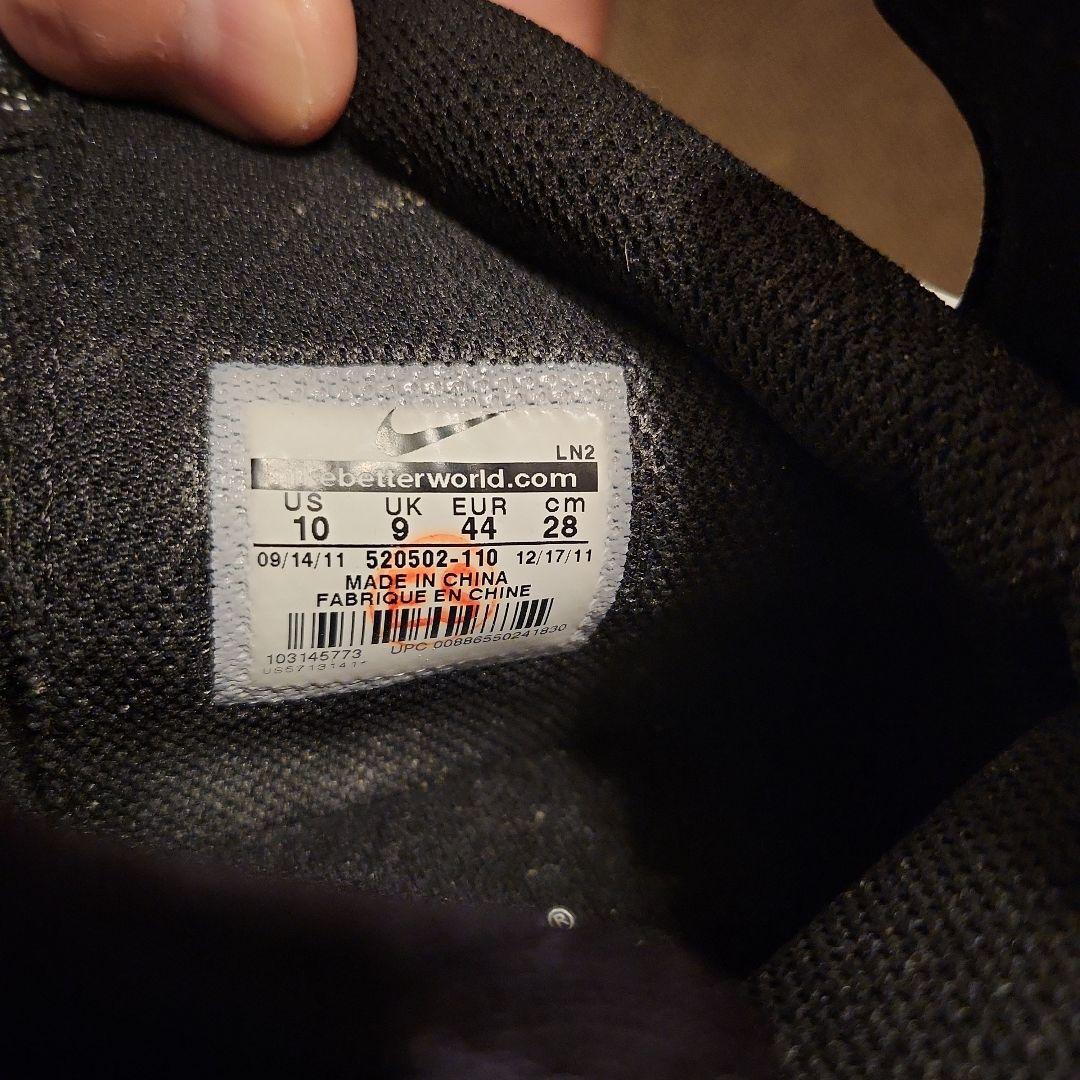 LN2
nikebetterworld.com
US UK EUR cm
10 9 44 28
09/14/11 520502-110 12/17/11
MADE IN CHINA
FABRIQUE EN CHINE
103145773 UPC 00886550241830
®